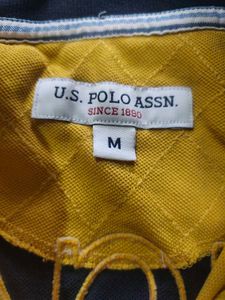 U.S. POLO ASSN.
SINCE 1890
M